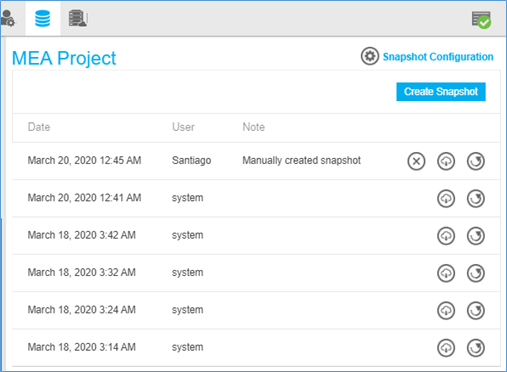 MEA Project
Snapshot Configuration
Create Snapshot
Date User Note
March 20, 2020 12:45 AM Santiago Manually created snapshot
March 20, 2020 12:41 AM system
March 18, 2020 3:42 AM system
March 18, 2020 3:32 AM system
March 18, 2020 3:24 AM system
March 18, 2020 3:14 AM system